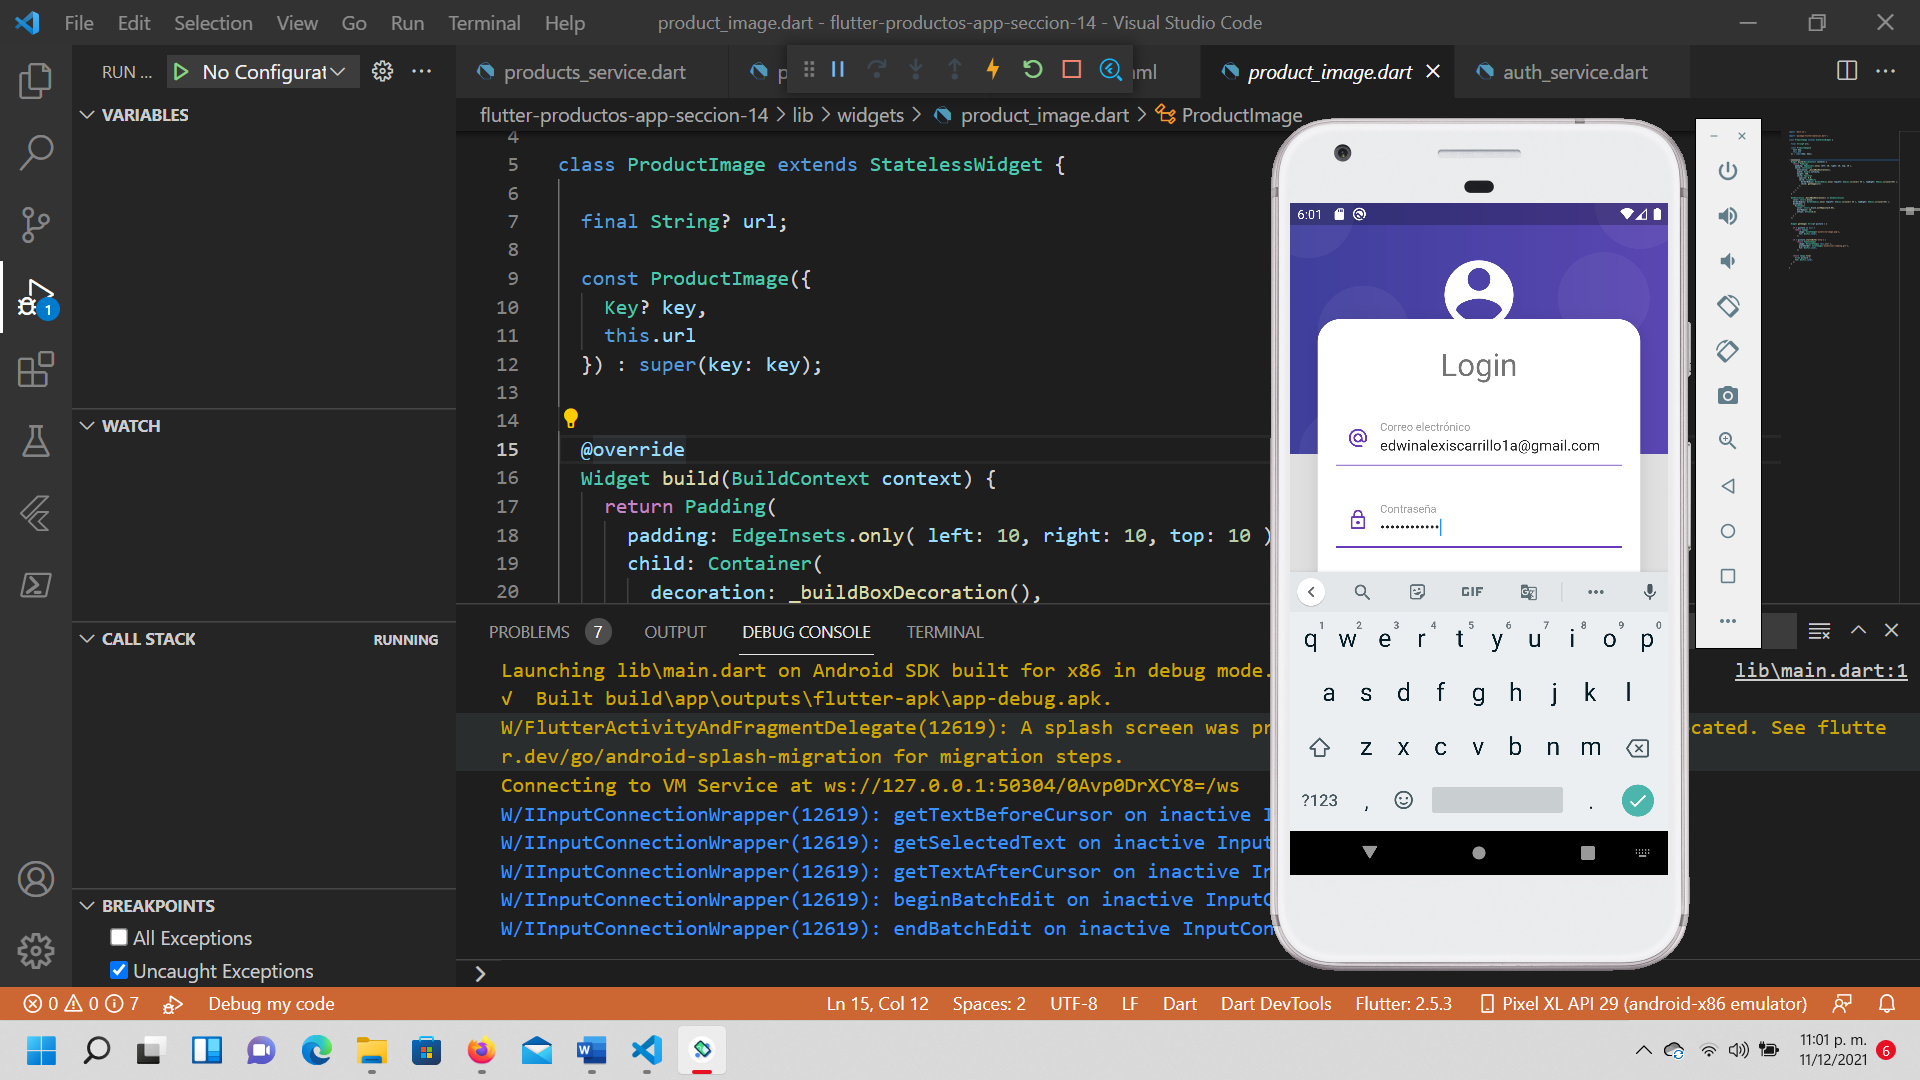 File Edit Selection View Go Run Terminal Help
product_image.dart - flutter-productos-app-seccion-14 - Visual Studio Code
RUN ... No Configurat
products_service.dart
product_image.dart
auth_service.dart
flutter-productos-app-seccion-14 > lib > widgets > product_image.dart > ProductImage
VARIABLES
WATCH
CALL STACK RUNNING
BREAKPOINTS
All Exceptions
Uncaught Exceptions
1
4
5 class ProductImage extends StatelessWidget {
6
7 final String? url;
8
9 const ProductImage({
10 Key? key,
11 this.url
12 }) : super(key: key);
13
14
15 @override
16 Widget build(BuildContext context) {
17 return Padding(
18 padding: EdgeInsets.only( left: 10, right: 10, top: 10 )
19 child: Container(
20 decoration: _buildBoxDecoration(),
PROBLEMS 7 OUTPUT DEBUG CONSOLE TERMINAL
Launching lib\main.dart on Android SDK built for x86 in debug mode.
lib\main.dart:1
√ Built build\app\outputs\flutter-apk\app-debug.apk.
W/FlutterActivityAndFragmentDelegate(12619): A splash screen was pr cated. See flutte
r.dev/go/android-splash-migration for migration steps.
Connecting to VM Service at ws://127.0.0.1:50304/0Avp0DrXCY8=/ws
W/IInputConnectionWrapper(12619): getTextBeforeCursor on inactive I
W/IInputConnectionWrapper(12619): getSelectedText on inactive Input
W/IInputConnectionWrapper(12619): getTextAfterCursor on inactive In
W/IInputConnectionWrapper(12619): beginBatchEdit on inactive InputC
W/IInputConnectionWrapper(12619): endBatchEdit on inactive InputCon
6:01
Login
Correo electrónico
edwinalexiscarrillo1a@gmail.com
Contraseña
••••••••••••
GIF
1 2 3 4 5 6 7 8 9 0
q w e r t y u i o p
a s d f g h j k l
z x c v b n m
?123 , .
0 0 7 Debug my code
Ln 15, Col 12 Spaces: 2 UTF-8 LF Dart Dart DevTools Flutter: 2.5.3 Pixel XL API 29 (android-x86 emulator)
11:01 p. m.
11/12/2021
6